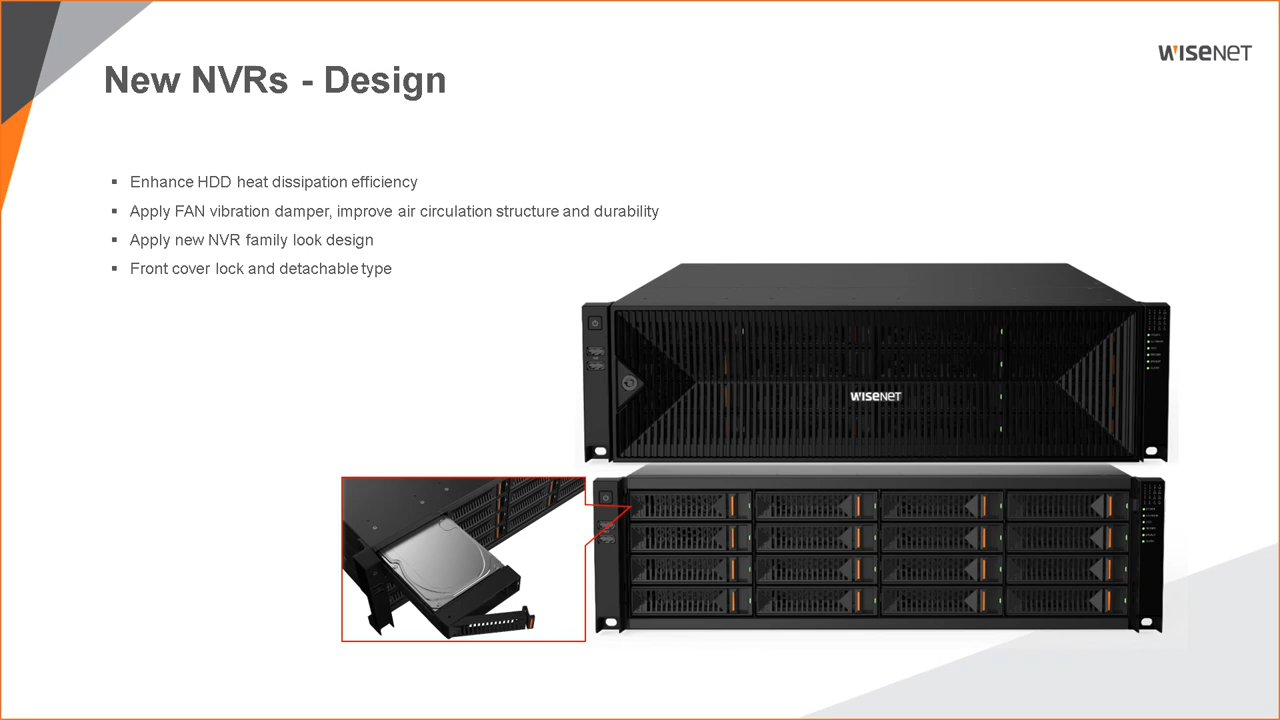 WISENET
New NVRs - Design
Enhance HDD heat dissipation efficiency
Apply FAN vibration damper, improve air circulation structure and durability
Apply new NVR family look design
Front cover lock and detachable type
WISENET